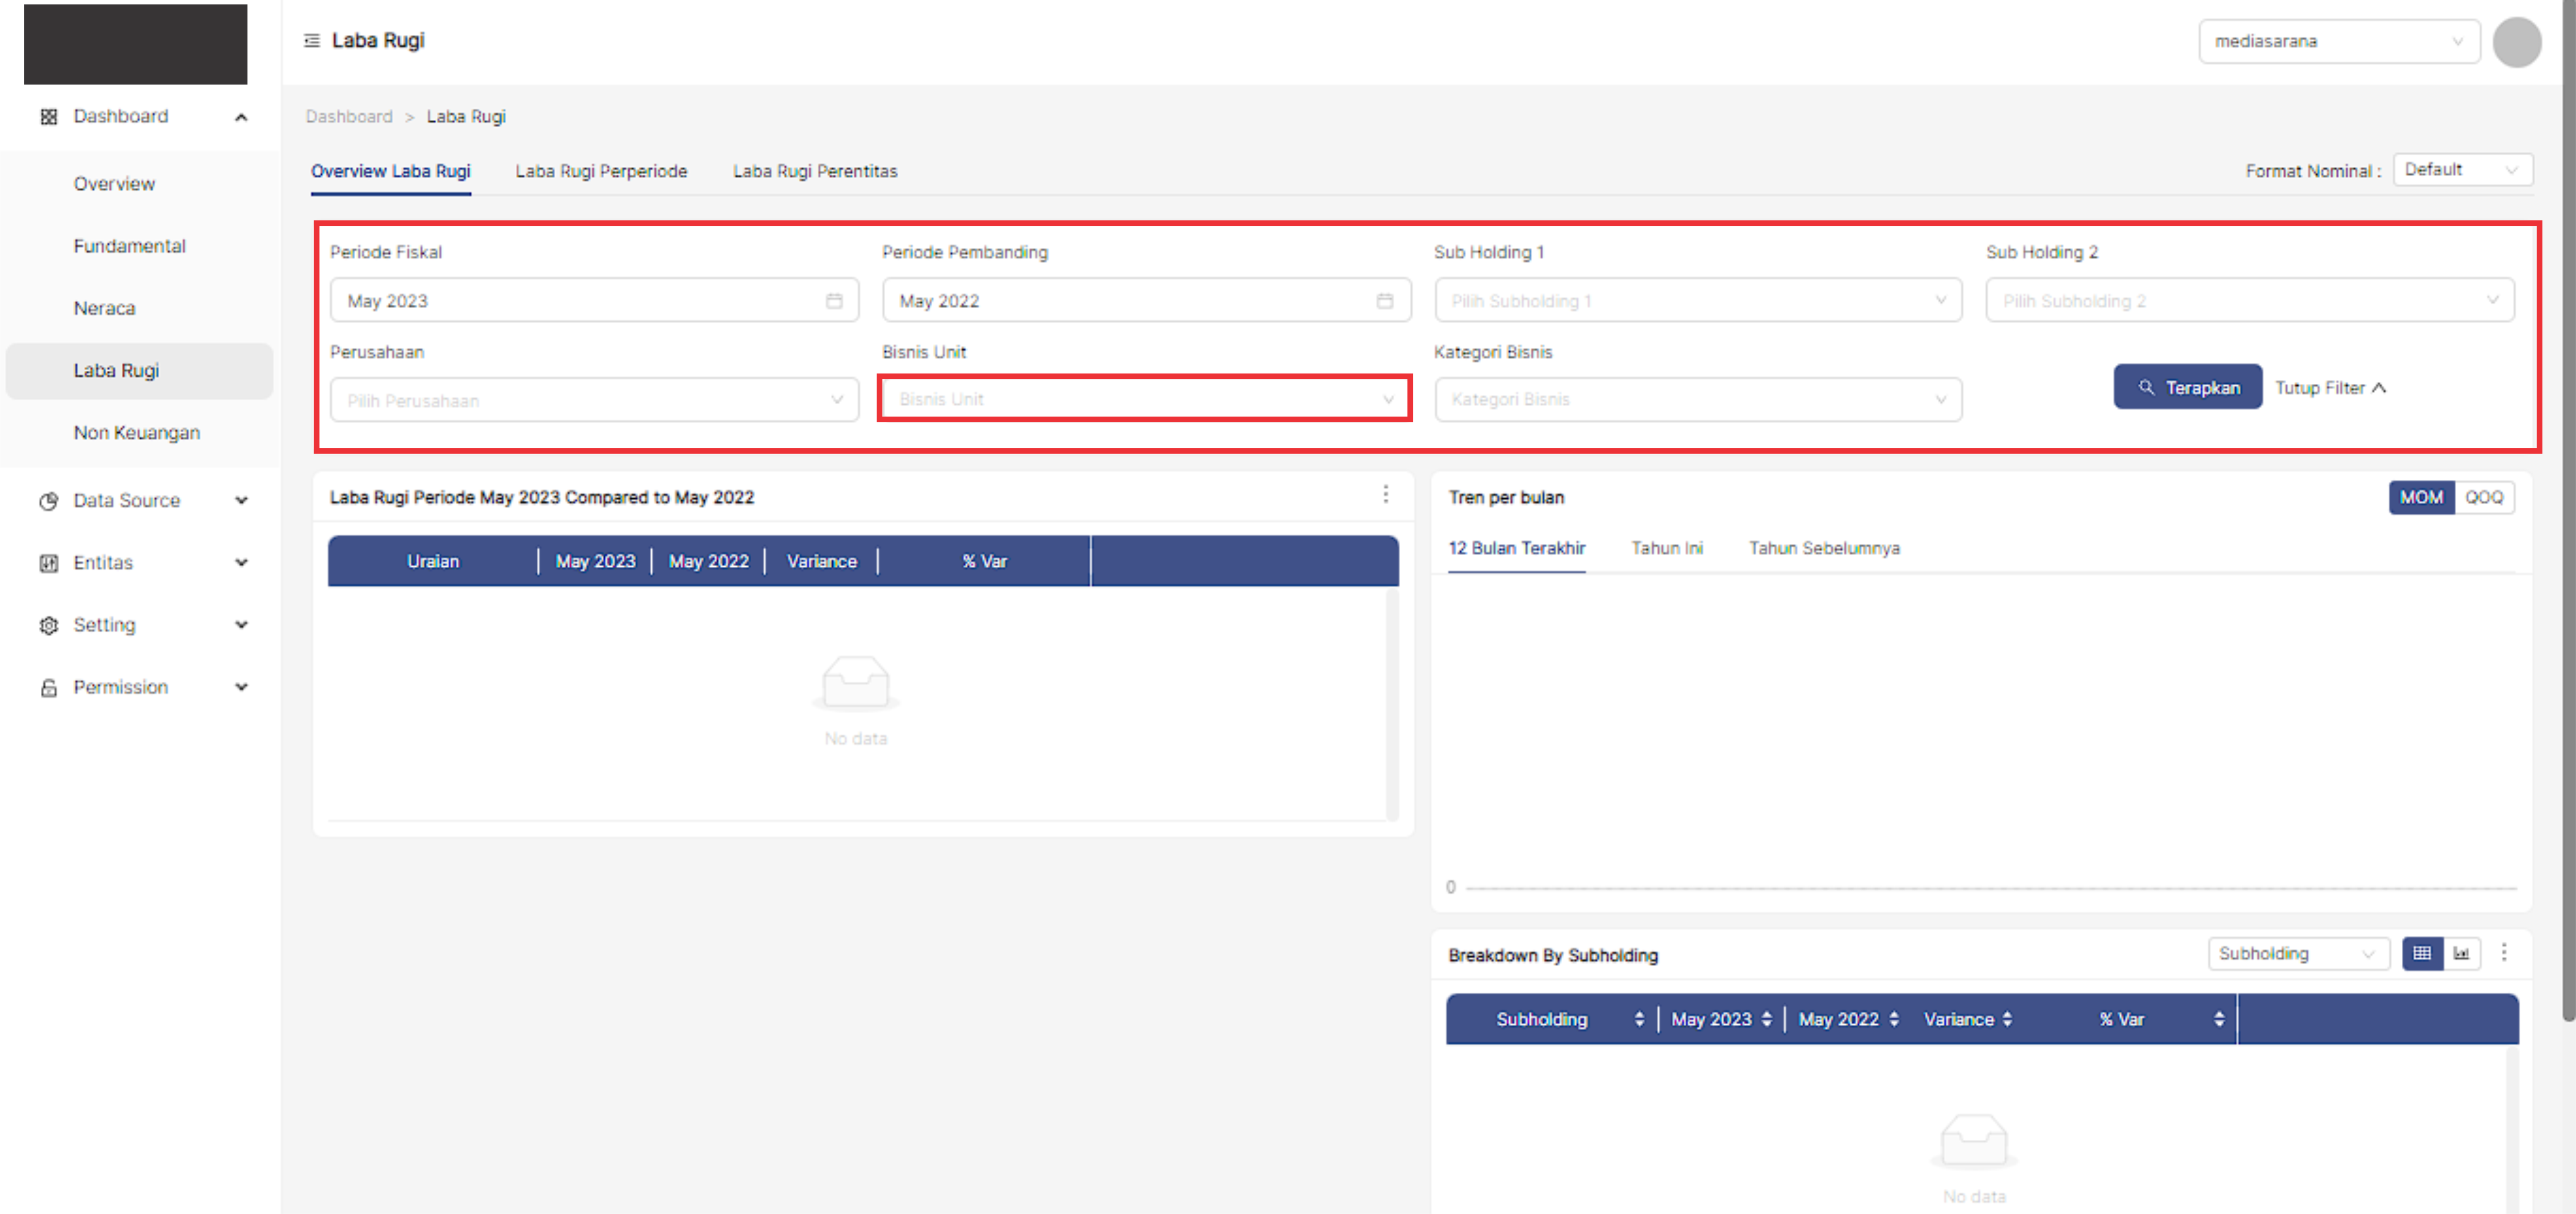 Laba Rugi
mediasarana
Dashboard
Overview
Fundamental
Neraca
Laba Rugi
Non Keuangan
Data Source
Entitas
Setting
Permission
Dashboard > Laba Rugi
Overview Laba Rugi Laba Rugi Perperiode Laba Rugi Perentitas
Format Nominal : Default
Periode Fiskal Periode Pembanding Sub Holding 1 Sub Holding 2
May 2023 May 2022 Pilih Subholding 1 Pilih Subholding 2
Perusahaan Bisnis Unit Kategori Bisnis
Pilih Perusahaan Bisnis Unit Kategori Bisnis
Terapkan Tutup Filter
Laba Rugi Periode May 2023 Compared to May 2022
Uraian May 2023 May 2022 Variance % Var
No data
Tren per bulan
MOM QOQ
12 Bulan Terakhir Tahun Ini Tahun Sebelumnya
0
Breakdown By Subholding
Subholding
Subholding May 2023 May 2022 Variance % Var
No data